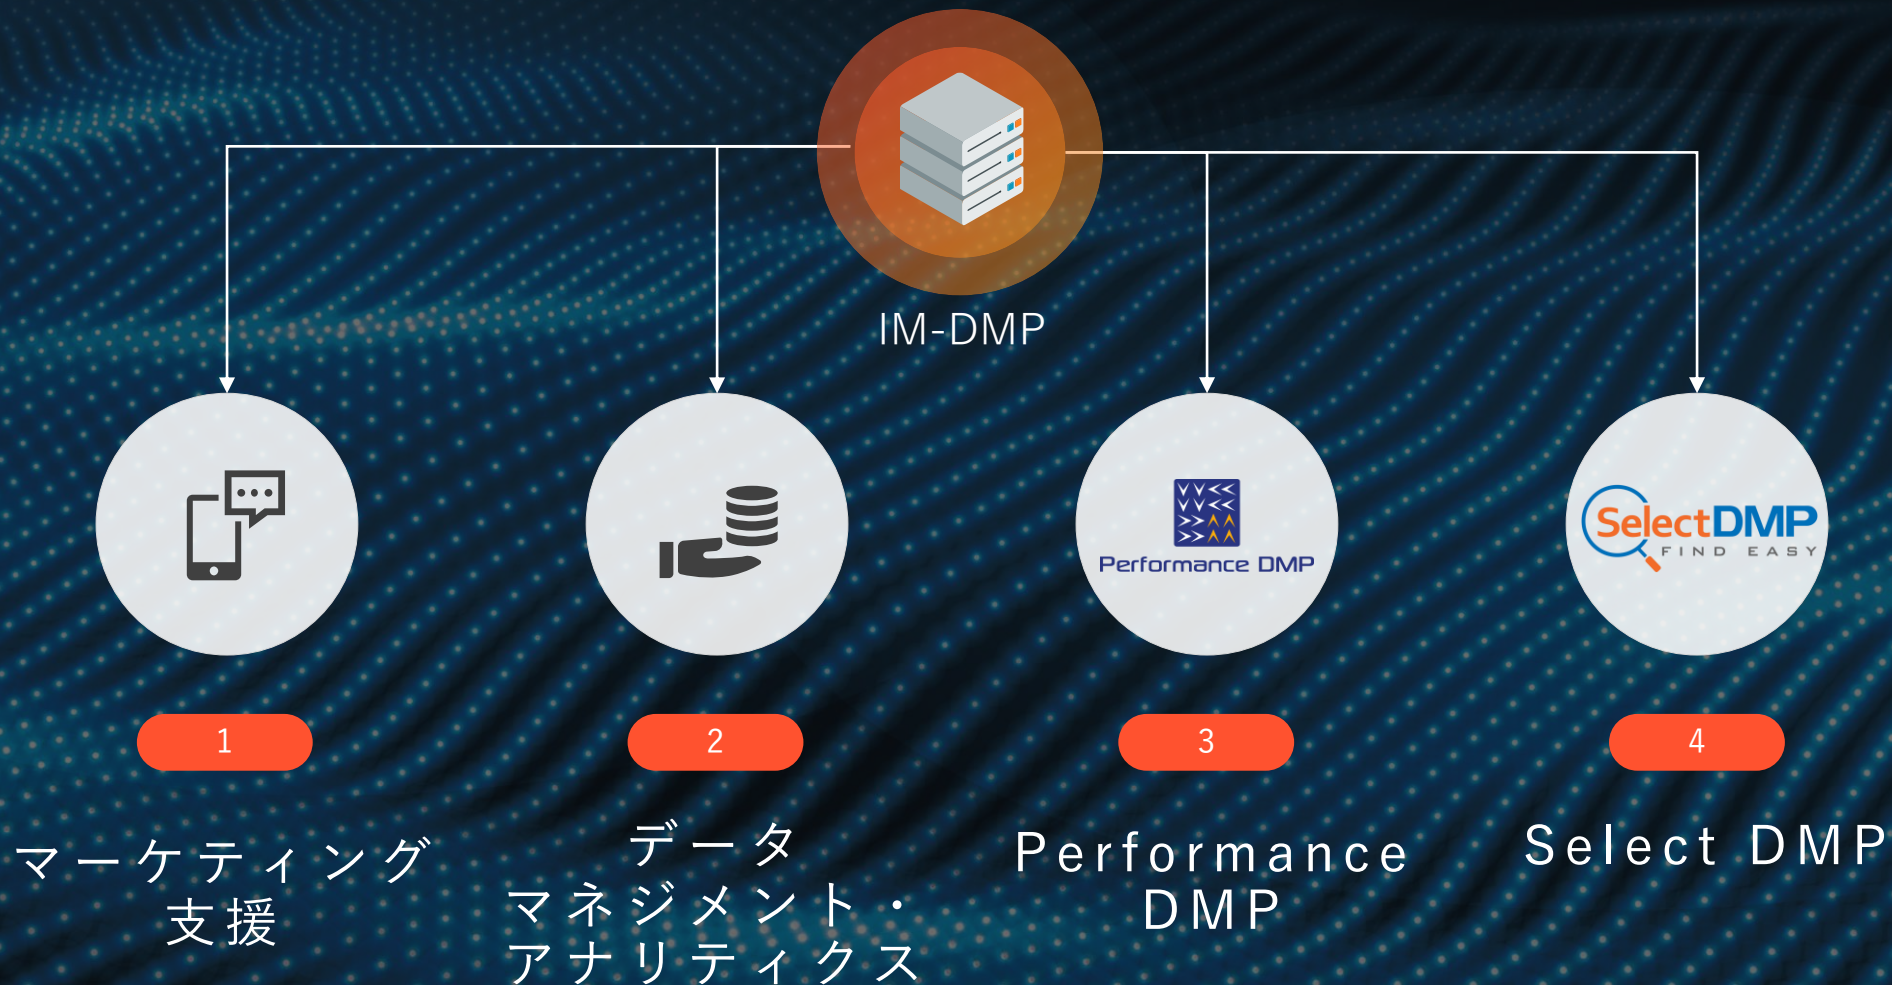 IM-DMP
Performance DMP
SelectDMP
FIND EASY
1
2
3
4
マーケティング
支援
データ
マネジメント・
アナリティクス
Performance
DMP
Select DMP